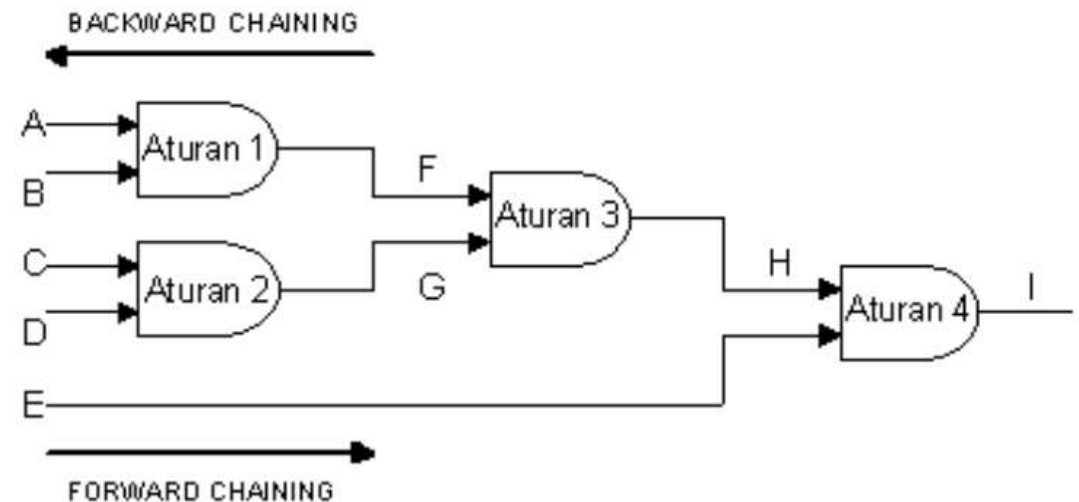 BACKWARD CHAINING
A
B
Aturan 1
F
C
D
Aturan 2
G
Aturan 3
H
E
Aturan 4
I
FORWARD CHAINING